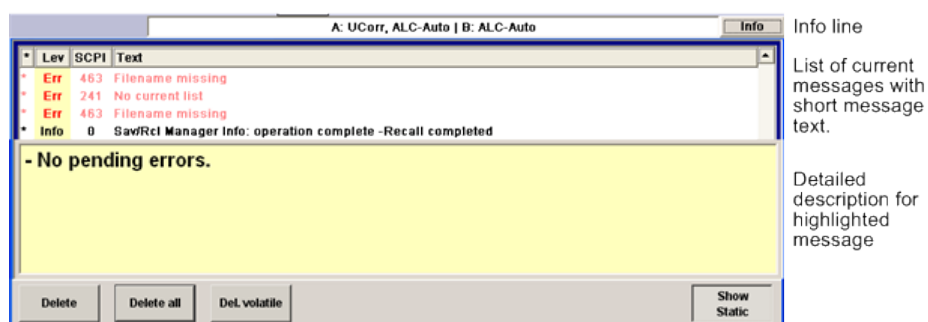 A: UCorr, ALC-Auto | B: ALC-Auto
Info
Info line
* Lev SCPI Text
* Err 463 Filename missing
* Err 241 No current list
* Err 463 Filename missing
* Info 0 Sav/Rcl Manager Info: operation complete -Recall completed
List of current
messages with
short message
text.
- No pending errors.
Detailed
description for
highlighted
message
Delete
Delete all
Del. volatile
Show
Static